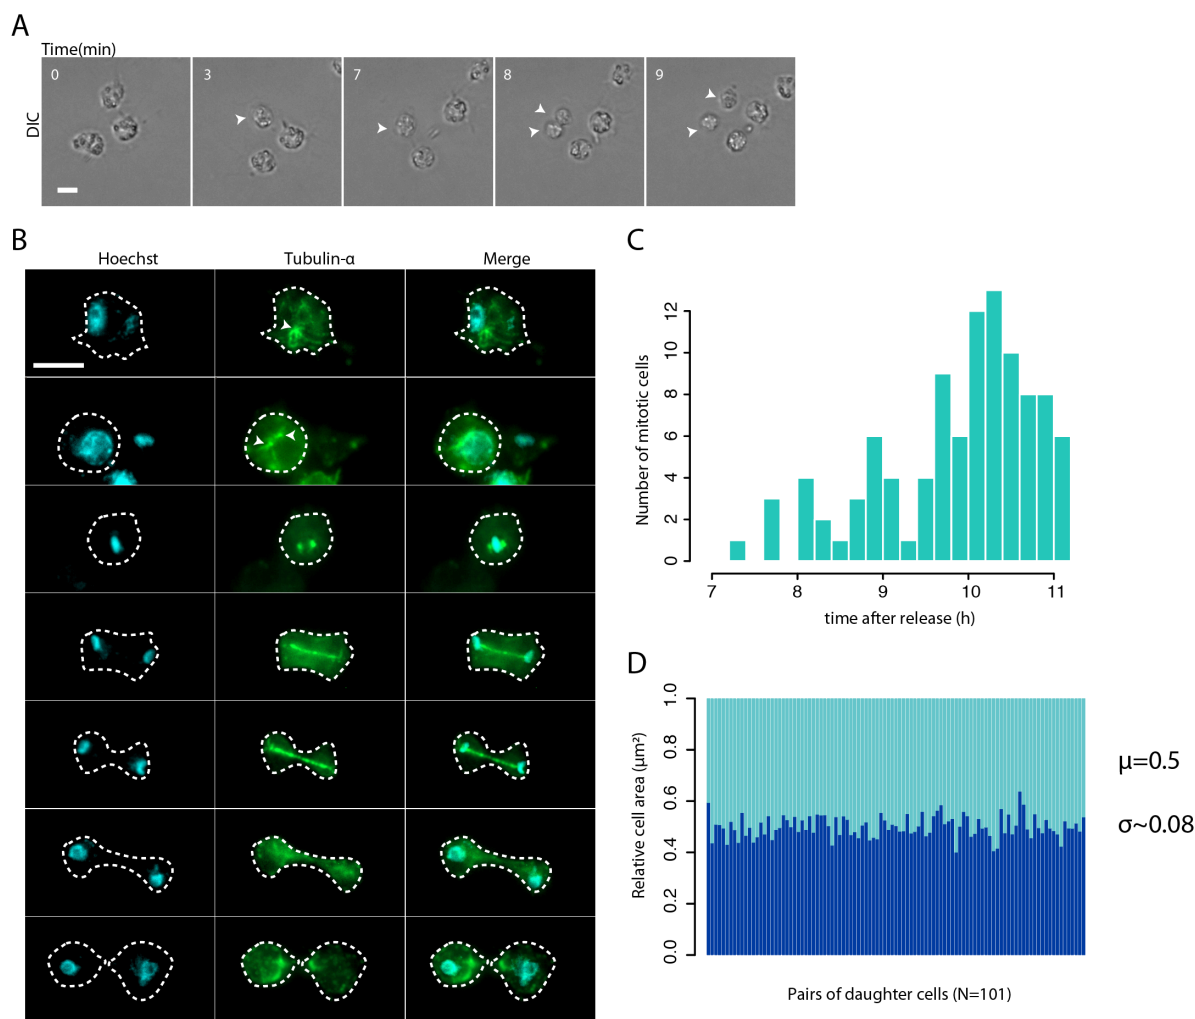 A
Time(min)
0
3
7
8
9
DIC
B
Hoechst
Tubulin-α
Merge
C
Number of mitotic cells
12
10
8
6
4
2
0
7
8
9
10
11
time after release (h)
D
Relative cell area (µm²)
1.0
0.8
0.6
0.4
0.2
0.0
µ=0.5
σ~0.08
Pairs of daughter cells (N=101)